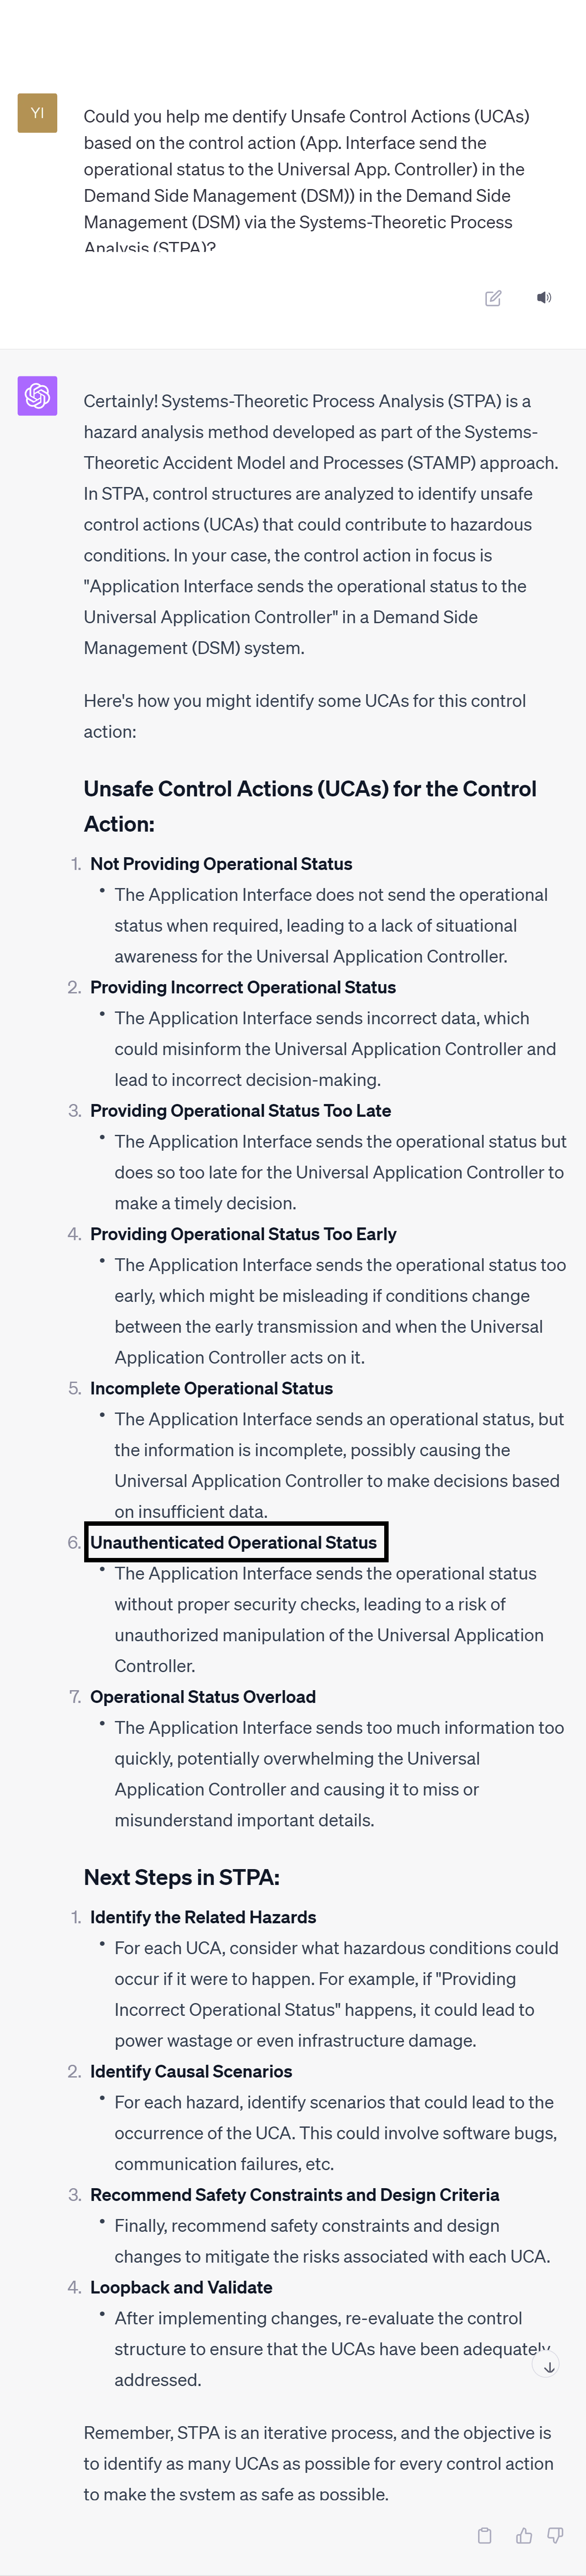 YI
Could you help me dentify Unsafe Control Actions (UCAs)
based on the control action (App. Interface send the
operational status to the Universal App. Controller) in the
Demand Side Management (DSM)) in the Demand Side
Management (DSM) via the Systems-Theoretic Process
Analysis (STPA)?
Certainly! Systems-Theoretic Process Analysis (STPA) is a
hazard analysis method developed as part of the Systems-
Theoretic Accident Model and Processes (STAMP) approach.
In STPA, control structures are analyzed to identify unsafe
control actions (UCAs) that could contribute to hazardous
conditions. In your case, the control action in focus is
"Application Interface sends the operational status to the
Universal Application Controller" in a Demand Side
Management (DSM) system.
Here's how you might identify some UCAs for this control
action:
Unsafe Control Actions (UCAs) for the Control
Action:
1. Not Providing Operational Status
• The Application Interface does not send the operational
status when required, leading to a lack of situational
awareness for the Universal Application Controller.
2. Providing Incorrect Operational Status
• The Application Interface sends incorrect data, which
could misinform the Universal Application Controller and
lead to incorrect decision-making.
3. Providing Operational Status Too Late
• The Application Interface sends the operational status but
does so too late for the Universal Application Controller to
make a timely decision.
4. Providing Operational Status Too Early
• The Application Interface sends the operational status too
early, which might be misleading if conditions change
between the early transmission and when the Universal
Application Controller acts on it.
5. Incomplete Operational Status
• The Application Interface sends an operational status, but
the information is incomplete, possibly causing the
Universal Application Controller to make decisions based
on insufficient data.
6. Unauthenticated Operational Status
• The Application Interface sends the operational status
without proper security checks, leading to a risk of
unauthorized manipulation of the Universal Application
Controller.
7. Operational Status Overload
• The Application Interface sends too much information too
quickly, potentially overwhelming the Universal
Application Controller and causing it to miss or
misunderstand important details.
Next Steps in STPA:
1. Identify the Related Hazards
• For each UCA, consider what hazardous conditions could
occur if it were to happen. For example, if "Providing
Incorrect Operational Status" happens, it could lead to
power wastage or even infrastructure damage.
2. Identify Causal Scenarios
• For each hazard, identify scenarios that could lead to the
occurrence of the UCA. This could involve software bugs,
communication failures, etc.
3. Recommend Safety Constraints and Design Criteria
• Finally, recommend safety constraints and design
changes to mitigate the risks associated with each UCA.
4. Loopback and Validate
• After implementing changes, re-evaluate the control
structure to ensure that the UCAs have been adequately
addressed.
Remember, STPA is an iterative process, and the objective is
to identify as many UCAs as possible for every control action
to make the system as safe as possible.